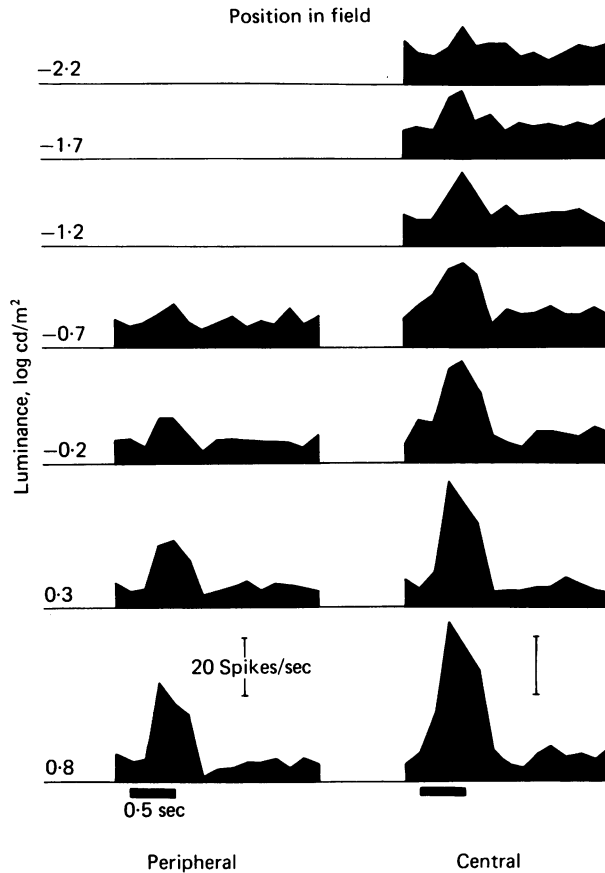 Position in field
−2·2
−1·7
−1·2
−0·7
−0·2
0·3
0·8
Luminance, log cd/m²
20 Spikes/sec
0·5 sec
Peripheral
Central